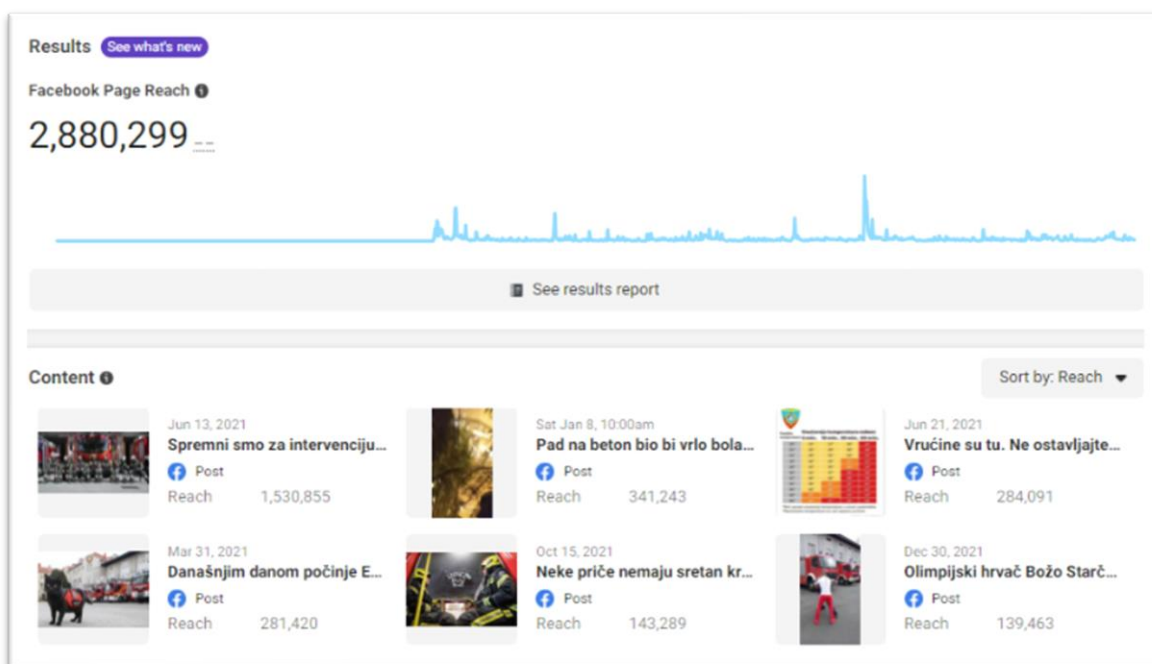 Results See what's new
Facebook Page Reach
2,880,299 --
See results report
Content
Sort by: Reach
Jun 13, 2021
Spremni smo za intervenciju...
Post
Reach 1,530,855
Sat Jan 8, 10:00am
Pad na beton bio bi vrlo bola...
Post
Reach 341,243
Jun 21, 2021
Vrućine su tu. Ne ostavljajte...
Post
Reach 284,091
Mar 31, 2021
Današnjim danom počinje E...
Post
Reach 281,420
Oct 15, 2021
Neke priče nemaju sretan kr...
Post
Reach 143,289
Dec 30, 2021
Olimpijski hrvač Božo Starč...
Post
Reach 139,463